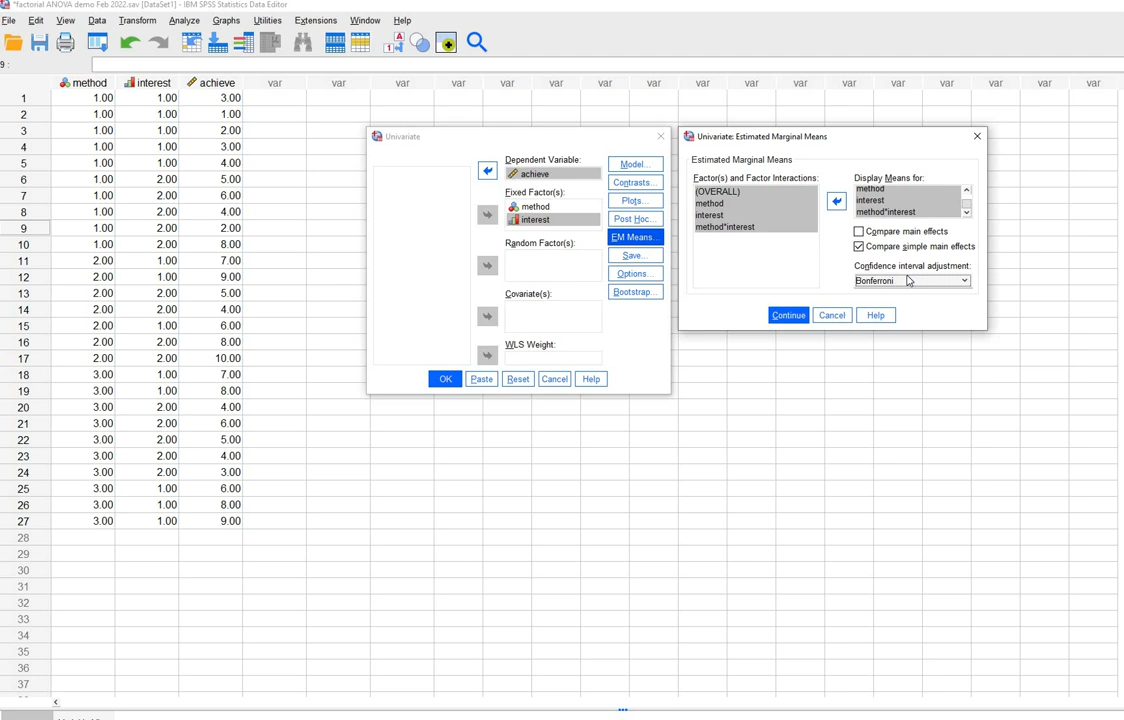 *factorial ANOVA demo Feb 2022.sav [DataSet1] - IBM SPSS Statistics Data Editor
File Edit View Data Transform Analyze Graphs Utilities Extensions Window Help
9 :
method interest achieve var var var var var var var var var var var var var var
1 1.00 1.00 3.00
2 1.00 1.00 1.00
3 1.00 1.00 2.00
4 1.00 1.00 3.00
5 1.00 1.00 4.00
6 1.00 2.00 5.00
7 1.00 2.00 6.00
8 1.00 2.00 4.00
9 1.00 2.00 2.00
10 1.00 2.00 8.00
11 2.00 1.00 7.00
12 2.00 1.00 9.00
13 2.00 2.00 5.00
14 2.00 2.00 4.00
15 2.00 1.00 6.00
16 2.00 2.00 8.00
17 2.00 2.00 10.00
18 3.00 1.00 7.00
19 3.00 1.00 8.00
20 3.00 2.00 4.00
21 3.00 2.00 6.00
22 3.00 2.00 5.00
23 3.00 2.00 4.00
24 3.00 2.00 3.00
25 3.00 1.00 6.00
26 3.00 1.00 8.00
27 3.00 1.00 9.00
28
29
30
31
32
33
34
35
36
37
Univariate
Dependent Variable:
achieve
Fixed Factor(s):
method
interest
Random Factor(s):
Covariate(s):
WLS Weight:
Model...
Contrasts...
Plots...
Post Hoc...
EM Means...
Save...
Options...
Bootstrap...
OK Paste Reset Cancel Help
Univariate: Estimated Marginal Means
Estimated Marginal Means
Factor(s) and Factor Interactions:
(OVERALL)
method
interest
method*interest
Display Means for:
method
interest
method*interest
Compare main effects
Compare simple main effects
Confidence interval adjustment:
Bonferroni
Continue Cancel Help